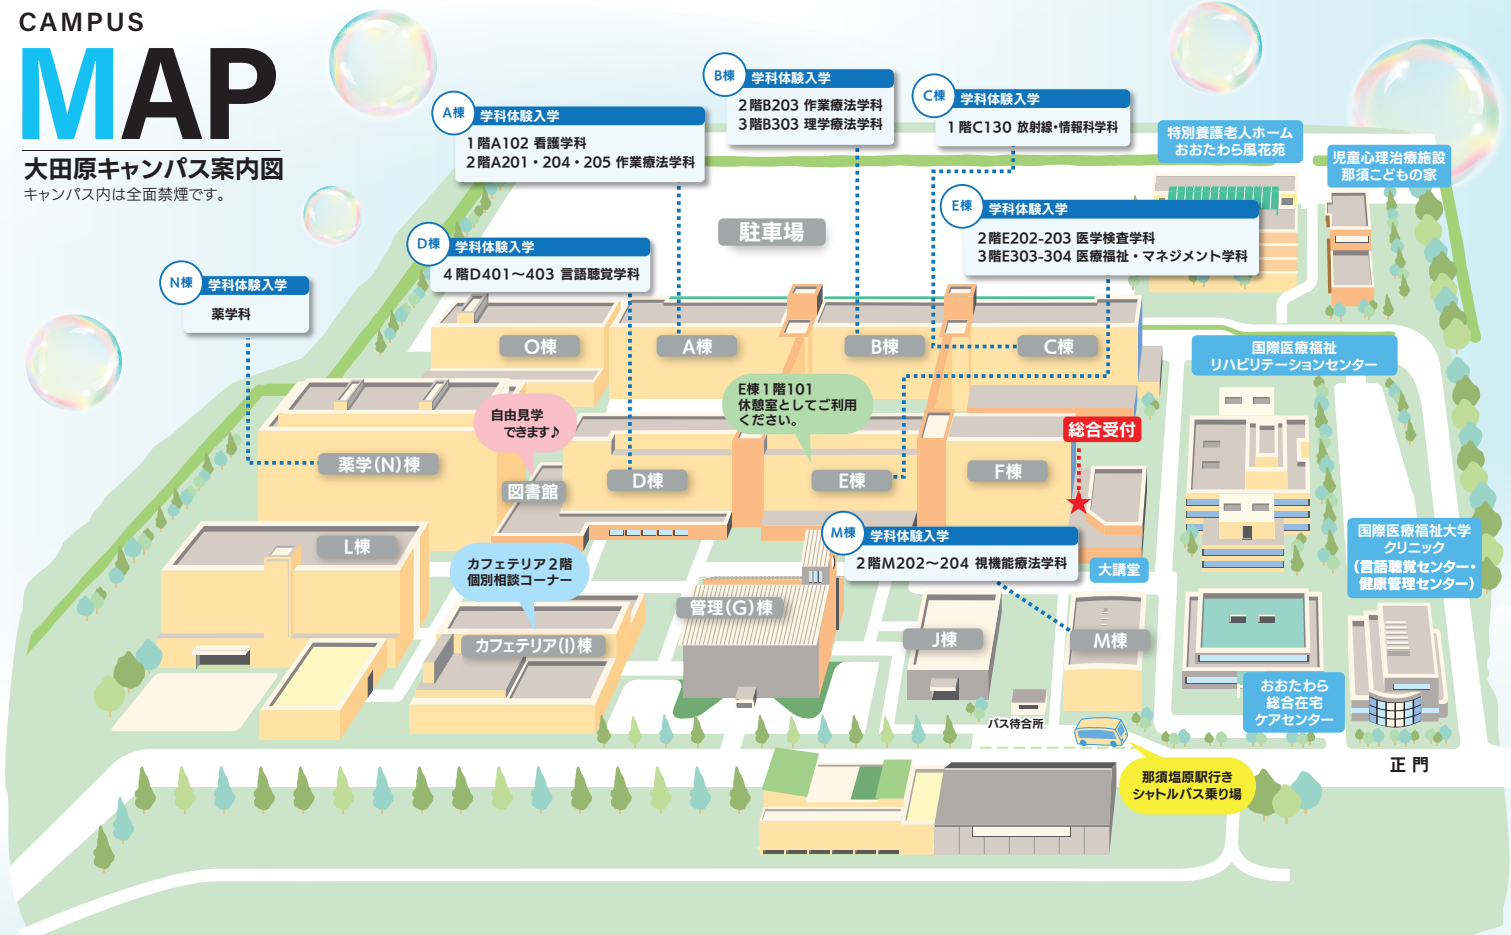 CAMPUS
MAP
大田原キャンパス案内図
キャンパス内は全面禁煙です。
A棟 学科体験入学
1階A102 看護学科
2階A201・204・205 作業療法学科
B棟 学科体験入学
2階B203 作業療法学科
3階B303 理学療法学科
C棟 学科体験入学
1階C130 放射線・情報科学科
特別養護老人ホーム
おおたわら風花苑
児童心理治療施設
那須こどもの家
D棟 学科体験入学
4階D401〜403 言語聴覚学科
駐車場
E棟 学科体験入学
2階E202-203 医学検査学科
3階E303-304 医療福祉・マネジメント学科
N棟 学科体験入学
薬学科
O棟
A棟
B棟
C棟
国際医療福祉
リハビリテーションセンター
E棟1階101
休憩室としてご利用
ください。
自由見学
できます♪
総合受付
薬学(N)棟
図書館
D棟
E棟
F棟
M棟 学科体験入学
2階M202〜204 視機能療法学科
大講堂
国際医療福祉大学
クリニック
(言語聴覚センター・
健康管理センター)
L棟
カフェテリア2階
個別相談コーナー
カフェテリア(I)棟
管理(G)棟
J棟
M棟
おおたわら
総合在宅
ケアセンター
バス待合所
正門
那須塩原駅行き
シャトルバス乗り場